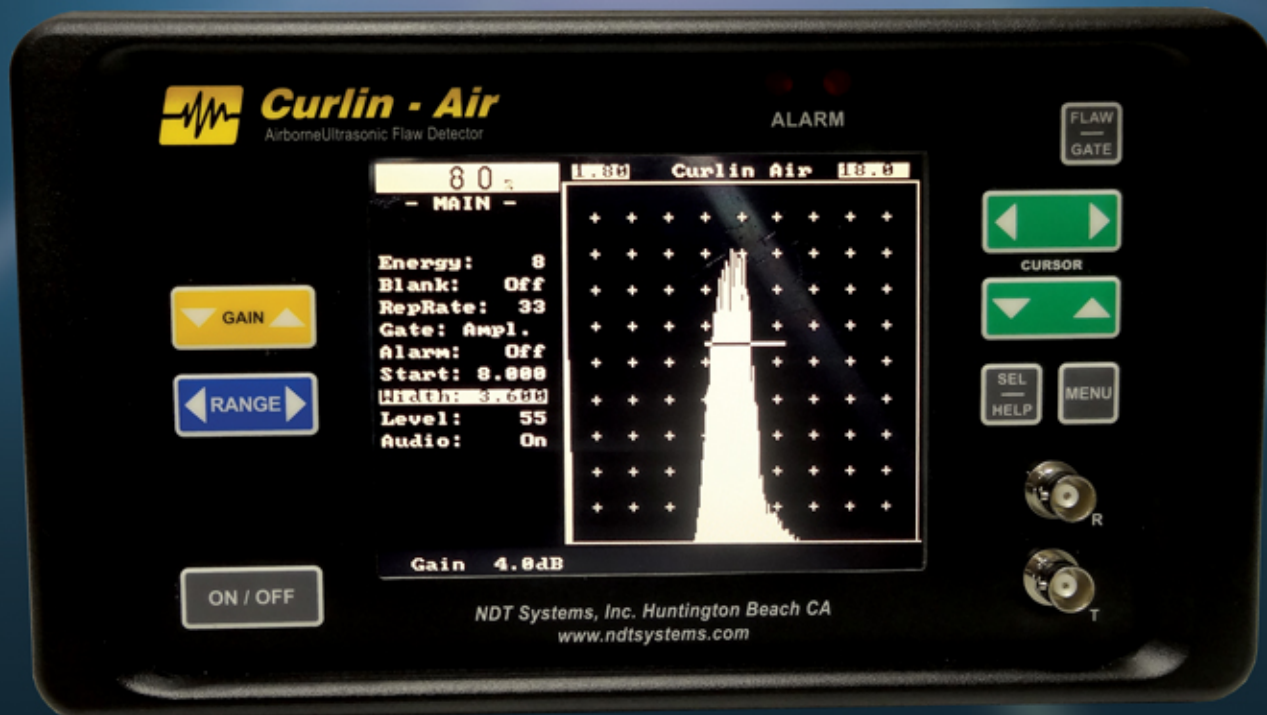 Curlin - Air
AirborneUltrasonic Flaw Detector
ALARM
FLAW
GATE
80 %
1.80 Curlin Air 18.0
- MAIN -
Energy: 8
Blank: Off
RepRate: 33
Gate: Ampl.
Alarm: Off
Start: 8.000
Width: 3.600
Level: 55
Audio: On
Gain 4.0dB
GAIN
RANGE
ON / OFF
CURSOR
SEL
HELP
MENU
R
T
NDT Systems, Inc. Huntington Beach CA
www.ndtsystems.com